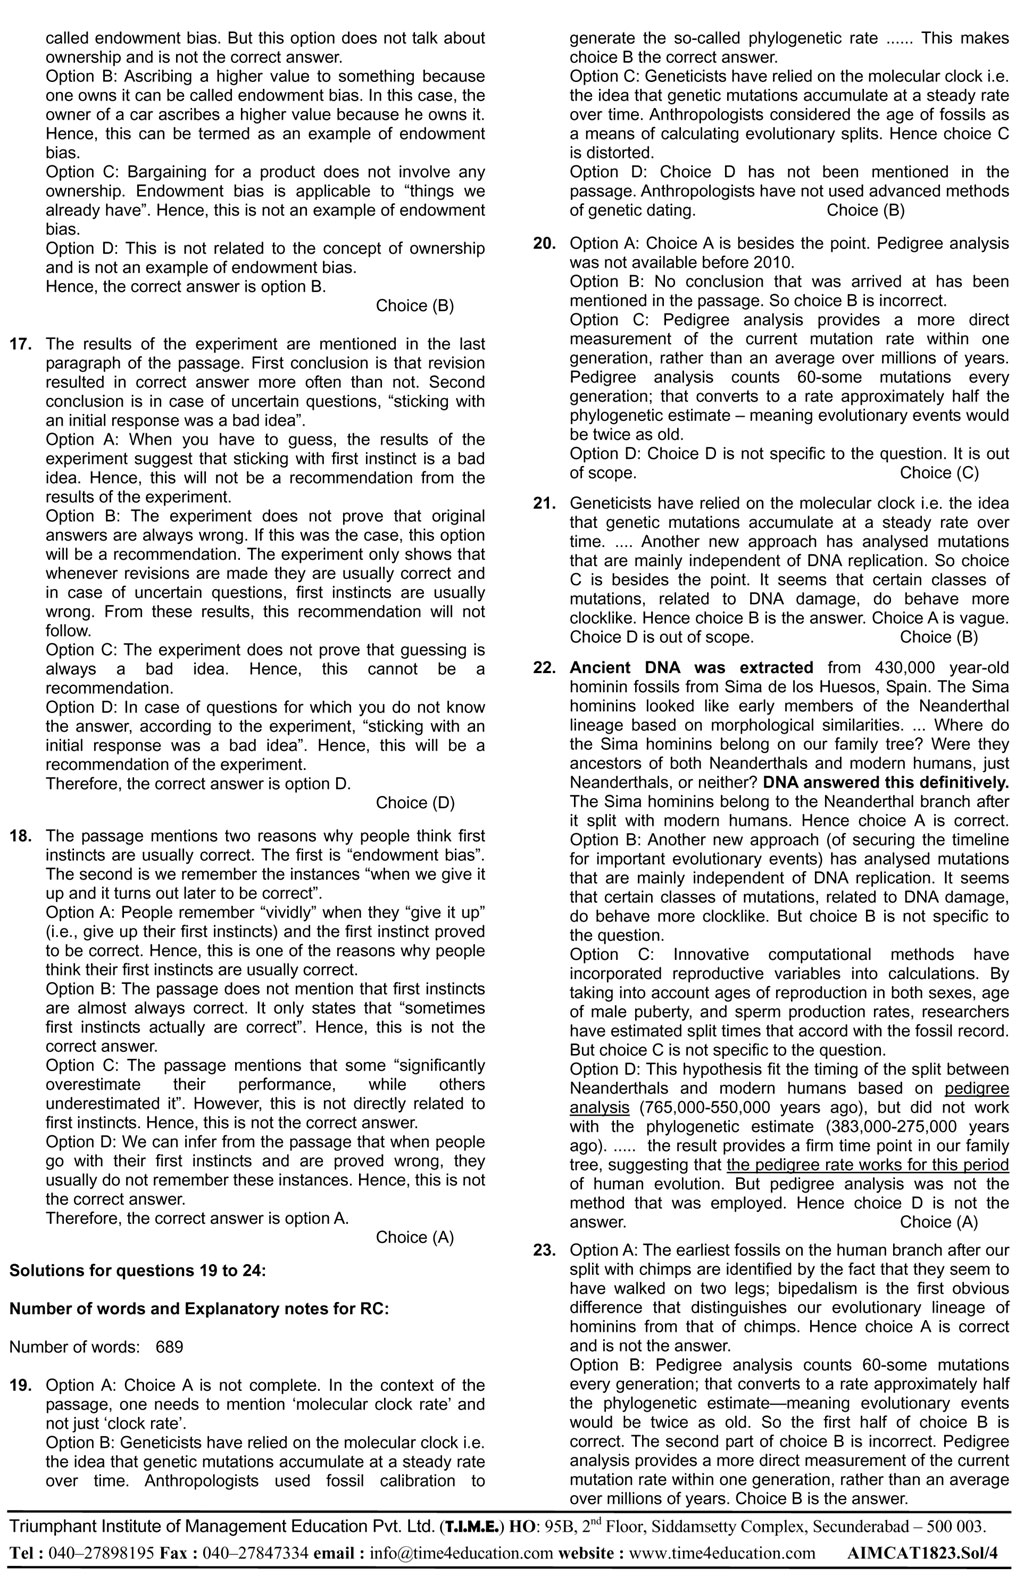 called endowment bias. But this option does not talk about
ownership and is not the correct answer.
Option B: Ascribing a higher value to something because
one owns it can be called endowment bias. In this case, the
owner of a car ascribes a higher value because he owns it.
Hence, this can be termed as an example of endowment
bias.
Option C: Bargaining for a product does not involve any
ownership. Endowment bias is applicable to “things we
already have”. Hence, this is not an example of endowment
bias.
Option D: This is not related to the concept of ownership
and is not an example of endowment bias.
Hence, the correct answer is option B.
Choice (B)
17. The results of the experiment are mentioned in the last
paragraph of the passage. First conclusion is that revision
resulted in correct answer more often than not. Second
conclusion is in case of uncertain questions, “sticking with
an initial response was a bad idea”.
Option A: When you have to guess, the results of the
experiment suggest that sticking with first instinct is a bad
idea. Hence, this will not be a recommendation from the
results of the experiment.
Option B: The experiment does not prove that original
answers are always wrong. If this was the case, this option
will be a recommendation. The experiment only shows that
whenever revisions are made they are usually correct and
in case of uncertain questions, first instincts are usually
wrong. From these results, this recommendation will not
follow.
Option C: The experiment does not prove that guessing is
always a bad idea. Hence, this cannot be a
recommendation.
Option D: In case of questions for which you do not know
the answer, according to the experiment, “sticking with an
initial response was a bad idea”. Hence, this will be a
recommendation of the experiment.
Therefore, the correct answer is option D.
Choice (D)
18. The passage mentions two reasons why people think first
instincts are usually correct. The first is “endowment bias”.
The second is we remember the instances “when we give it
up and it turns out later to be correct”.
Option A: People remember “vividly” when they “give it up”
(i.e., give up their first instincts) and the first instinct proved
to be correct. Hence, this is one of the reasons why people
think their first instincts are usually correct.
Option B: The passage does not mention that first instincts
are almost always correct. It only states that “sometimes
first instincts actually are correct”. Hence, this is not the
correct answer.
Option C: The passage mentions that some “significantly
overestimate their performance, while others
underestimated it”. However, this is not directly related to
first instincts. Hence, this is not the correct answer.
Option D: We can infer from the passage that when people
go with their first instincts and are proved wrong, they
usually do not remember these instances. Hence, this is not
the correct answer.
Therefore, the correct answer is option A.
Choice (A)
Solutions for questions 19 to 24:
Number of words and Explanatory notes for RC:
Number of words: 689
19. Option A: Choice A is not complete. In the context of the
passage, one needs to mention ‘molecular clock rate’ and
not just ‘clock rate’.
Option B: Geneticists have relied on the molecular clock i.e.
the idea that genetic mutations accumulate at a steady rate
over time. Anthropologists used fossil calibration to
generate the so-called phylogenetic rate ...... This makes
choice B the correct answer.
Option C: Geneticists have relied on the molecular clock i.e.
the idea that genetic mutations accumulate at a steady rate
over time. Anthropologists considered the age of fossils as
a means of calculating evolutionary splits. Hence choice C
is distorted.
Option D: Choice D has not been mentioned in the
passage. Anthropologists have not used advanced methods
of genetic dating. Choice (B)
20. Option A: Choice A is besides the point. Pedigree analysis
was not available before 2010.
Option B: No conclusion that was arrived at has been
mentioned in the passage. So choice B is incorrect.
Option C: Pedigree analysis provides a more direct
measurement of the current mutation rate within one
generation, rather than an average over millions of years.
Pedigree analysis counts 60-some mutations every
generation; that converts to a rate approximately half the
phylogenetic estimate – meaning evolutionary events would
be twice as old.
Option D: Choice D is not specific to the question. It is out
of scope. Choice (C)
21. Geneticists have relied on the molecular clock i.e. the idea
that genetic mutations accumulate at a steady rate over
time. .... Another new approach has analysed mutations
that are mainly independent of DNA replication. So choice
C is besides the point. It seems that certain classes of
mutations, related to DNA damage, do behave more
clocklike. Hence choice B is the answer. Choice A is vague.
Choice D is out of scope. Choice (B)
22. Ancient DNA was extracted from 430,000 year-old
hominin fossils from Sima de los Huesos, Spain. The Sima
hominins looked like early members of the Neanderthal
lineage based on morphological similarities. ... Where do
the Sima hominins belong on our family tree? Were they
ancestors of both Neanderthals and modern humans, just
Neanderthals, or neither? DNA answered this definitively.
The Sima hominins belong to the Neanderthal branch after
it split with modern humans. Hence choice A is correct.
Option B: Another new approach (of securing the timeline
for important evolutionary events) has analysed mutations
that are mainly independent of DNA replication. It seems
that certain classes of mutations, related to DNA damage,
do behave more clocklike. But choice B is not specific to
the question.
Option C: Innovative computational methods have
incorporated reproductive variables into calculations. By
taking into account ages of reproduction in both sexes, age
of male puberty, and sperm production rates, researchers
have estimated split times that accord with the fossil record.
But choice C is not specific to the question.
Option D: This hypothesis fit the timing of the split between
Neanderthals and modern humans based on pedigree
analysis (765,000-550,000 years ago), but did not work
with the phylogenetic estimate (383,000-275,000 years
ago). ..... the result provides a firm time point in our family
tree, suggesting that the pedigree rate works for this period
of human evolution. But pedigree analysis was not the
method that was employed. Hence choice D is not the
answer. Choice (A)
23. Option A: The earliest fossils on the human branch after our
split with chimps are identified by the fact that they seem to
have walked on two legs; bipedalism is the first obvious
difference that distinguishes our evolutionary lineage of
hominins from that of chimps. Hence choice A is correct
and is not the answer.
Option B: Pedigree analysis counts 60-some mutations
every generation; that converts to a rate approximately half
the phylogenetic estimate—meaning evolutionary events
would be twice as old. So the first half of choice B is
correct. The second part of choice B is incorrect. Pedigree
analysis provides a more direct measurement of the current
mutation rate within one generation, rather than an average
over millions of years. Choice B is the answer.
Triumphant Institute of Management Education Pvt. Ltd. (T.I.M.E.) HO: 95B, 2nd Floor, Siddamsetty Complex, Secunderabad – 500 003.
Tel : 040–27898195 Fax : 040–27847334 email : info@time4education.com website : www.time4education.com AIMCAT1823.Sol/4